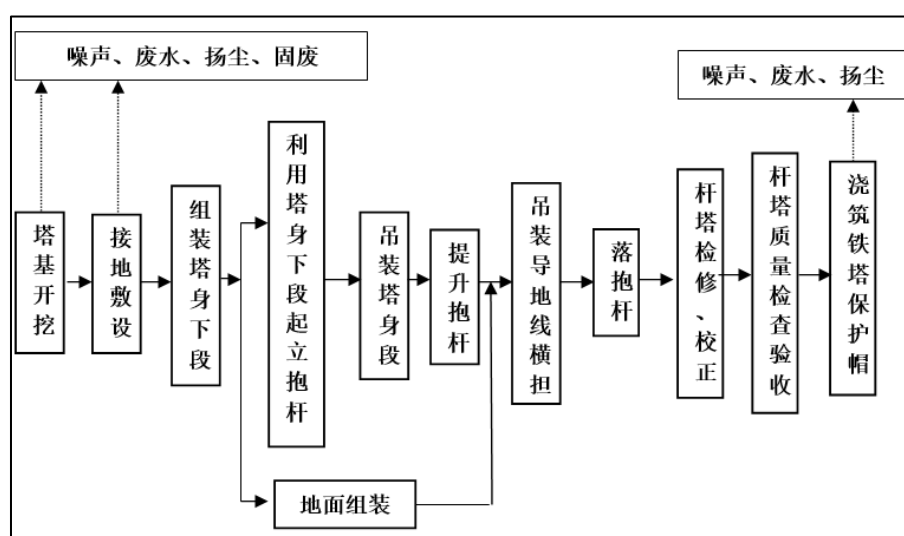 噪声、废水、扬尘、固废
噪声、废水、扬尘
塔基开挖
接地敷设
组装塔身下段
利用塔身下段起立抱杆
吊装塔身段
提升抱杆
吊装导地线横担
落抱杆
杆塔检修、校正
杆塔质量检查验收
浇筑铁塔保护帽
地面组装